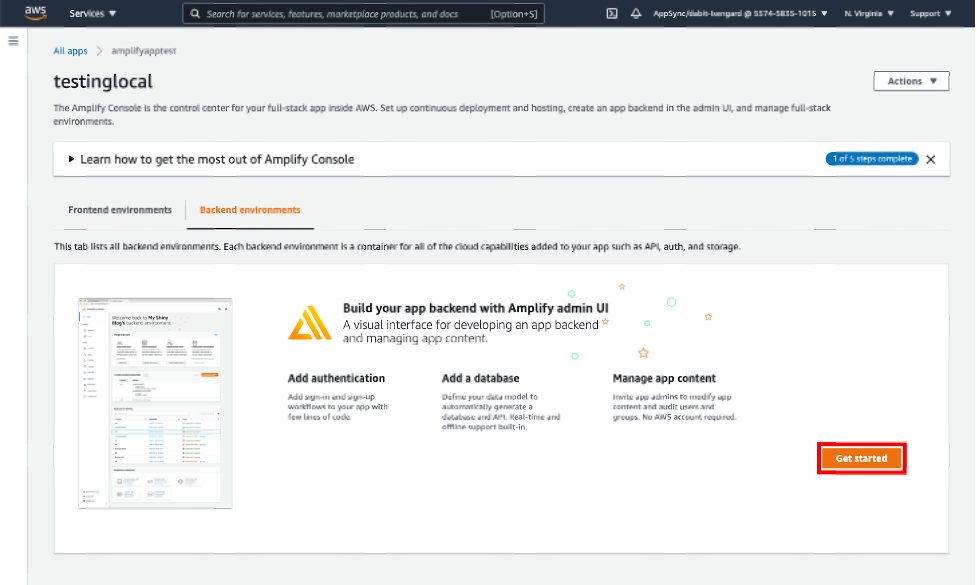 aws Services ▼ Search for services, features, marketplace products, and docs [Option+S] AppSync/dabit-Isengard @ 5574-5835-1015 ▼ N. Virginia ▼ Support ▼
All apps > amplifyapptest
testinglocal
Actions ▼
The Amplify Console is the control center for your full-stack app inside AWS. Set up continuous deployment and hosting, create an app backend in the admin UI, and manage full-stack
environments.
Learn how to get the most out of Amplify Console 1 of 5 steps complete
Frontend environments Backend environments
This tab lists all backend environments. Each backend environment is a container for all of the cloud capabilities added to your app such as API, auth, and storage.
Welcome back to My Shiny
Blog's backend environment
Build your app backend with Amplify admin UI
A visual interface for developing an app backend
and managing app content.
Add authentication
Add sign-in and sign-up
workflows to your app with
few lines of code.
Add a database
Define your data model to
automatically generate a
database and API. Real-time and
offline support built-in.
Manage app content
Invite app admins to modify app
content and audit users and
groups. No AWS account required.
Get started